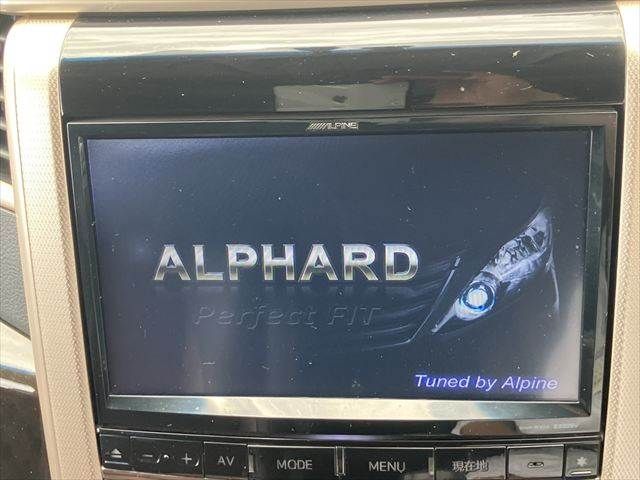 ALPINE
ALPHARD
Perfect FIT
Tuned by Alpine
− + AV MODE MENU 現在地 *